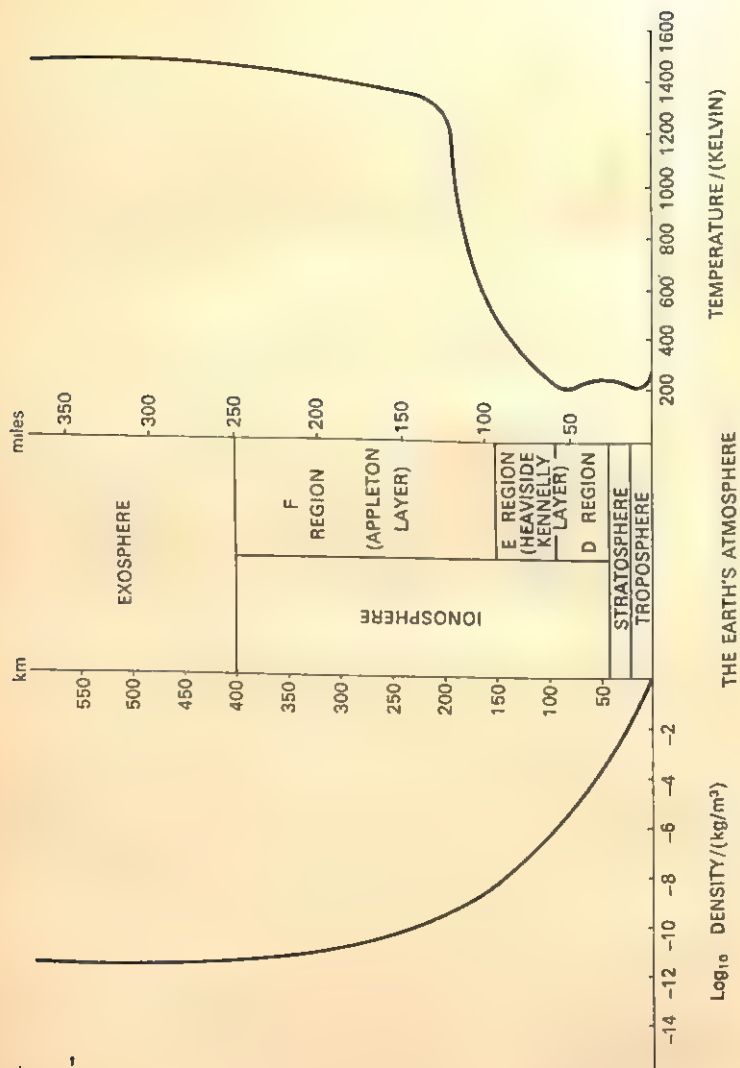 km
550
500
450
400
350
300
250
200
150
100
50
EXOSPHERE
IONOSPHERE
F
REGION
(APPLETON
LAYER)
E REGION
(HEAVISIDE
KENNELLY
LAYER)
D REGION
STRATOSPHERE
TROPOSPHERE
miles
350
300
250
200
150
100
50
-14
-12
-10
-8
-6
-4
-2
Log₁₀ DENSITY/(kg/m³)
THE EARTH'S ATMOSPHERE
200
400
600
800
1000
1200
1400
1600
TEMPERATURE/(KELVIN)